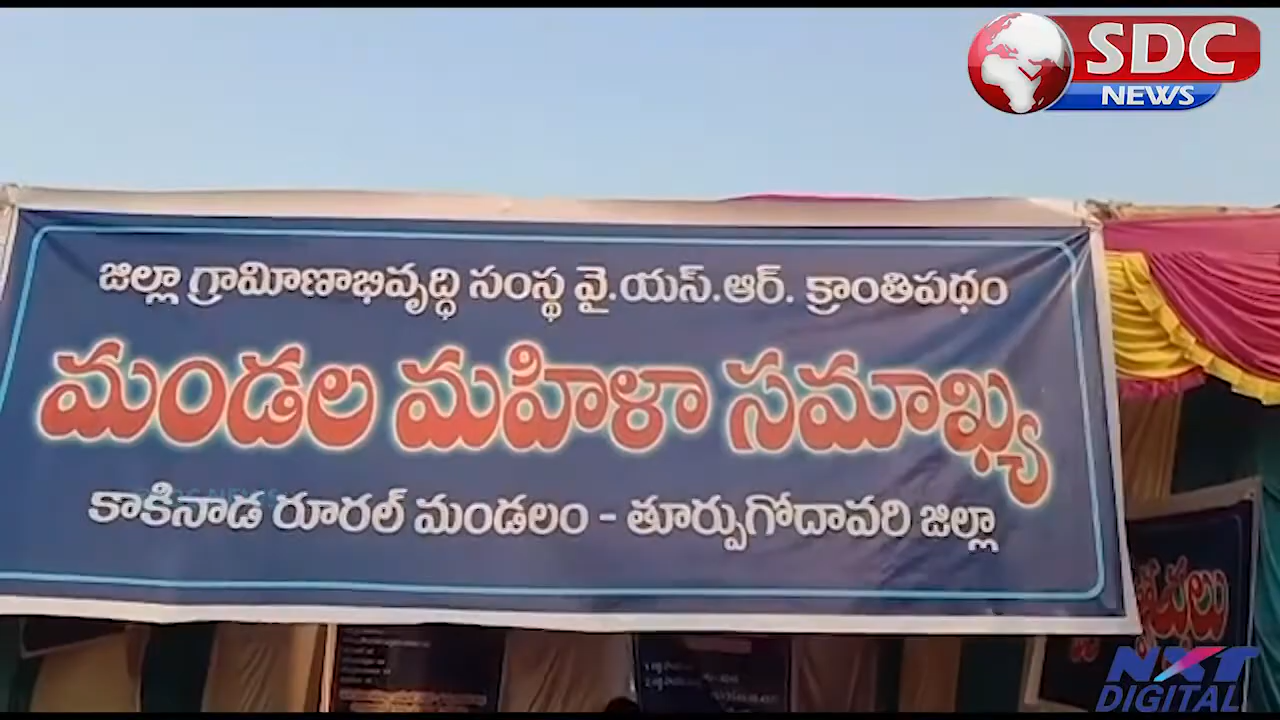 SDC
NEWS
జిల్లా గ్రామీణాభివృద్ధి సంస్థ వై.యస్.ఆర్. క్రాంతిపథం
మండల మహిళా సమాఖ్య
కాకినాడ రూరల్ మండలం - తూర్పుగోదావరి జిల్లా
NXT
DIGITAL